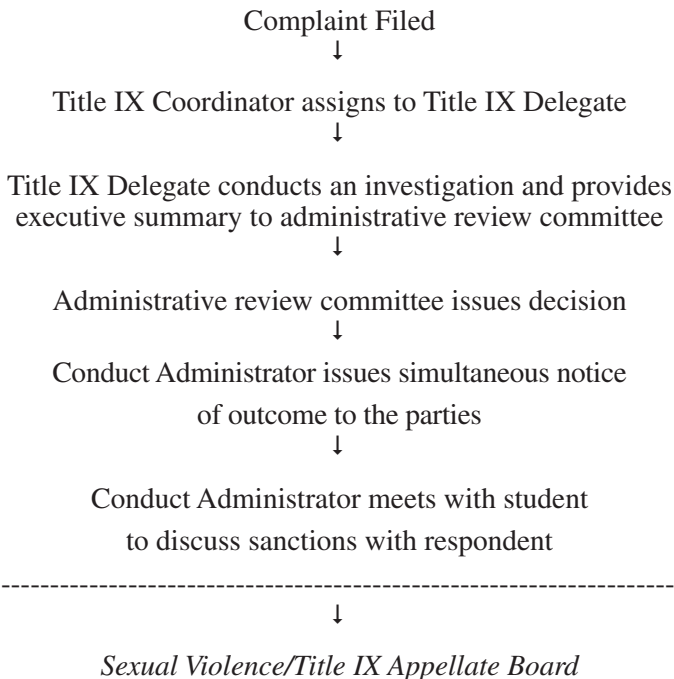 Complaint Filed
↓
Title IX Coordinator assigns to Title IX Delegate
↓
Title IX Delegate conducts an investigation and provides
executive summary to administrative review committee
↓
Administrative review committee issues decision
↓
Conduct Administrator issues simultaneous notice
of outcome to the parties
↓
Conduct Administrator meets with student
to discuss sanctions with respondent
----------------------------------------------------------------------
↓
Sexual Violence/Title IX Appellate Board